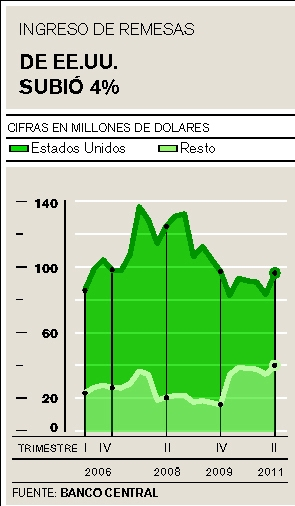 INGRESO DE REMESAS
DE EE.UU.
SUBIÓ 4%
CIFRAS EN MILLONES DE DOLARES
Estados Unidos Resto
140
100
60
20
0
TRIMESTRE I IV II IV II
2006 2008 2009 2011
FUENTE: BANCO CENTRAL